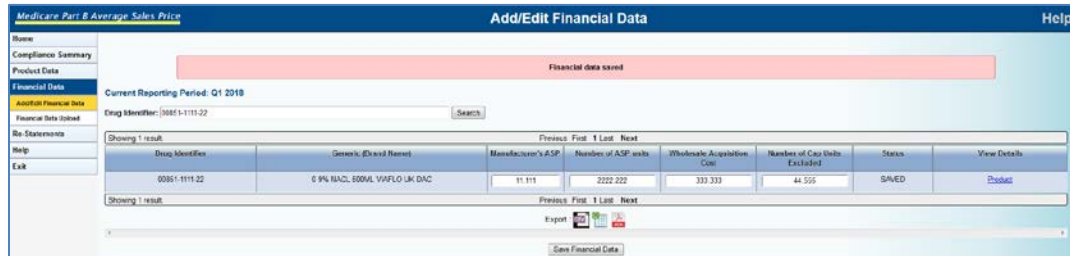 Medicare Part B Average Sales Price
Add/Edit Financial Data
Help
Home
Compliance Summary
Product Data
Financial Data
Add/Edit Financial Data
Financial Data Upload
Re-Statements
Help
Exit
Financial data saved
Current Reporting Period: Q1 2018
Drug Identifier: 00851-1111-22 Search
Showing 1 result. Previous First 1 Last Next
Drug Identifier Generic (Brand Name) Manufacturer's ASP Number of ASP units Wholesale Acquisition Cost Number of Cap Units Excluded Status View Details
00851-1111-22 0.9% NACL 500ML VIAFLO UK DAC 11.111 2222.222 333.333 44.555 SAVED Product
Showing 1 result. Previous First 1 Last Next
Export
Save Financial Data